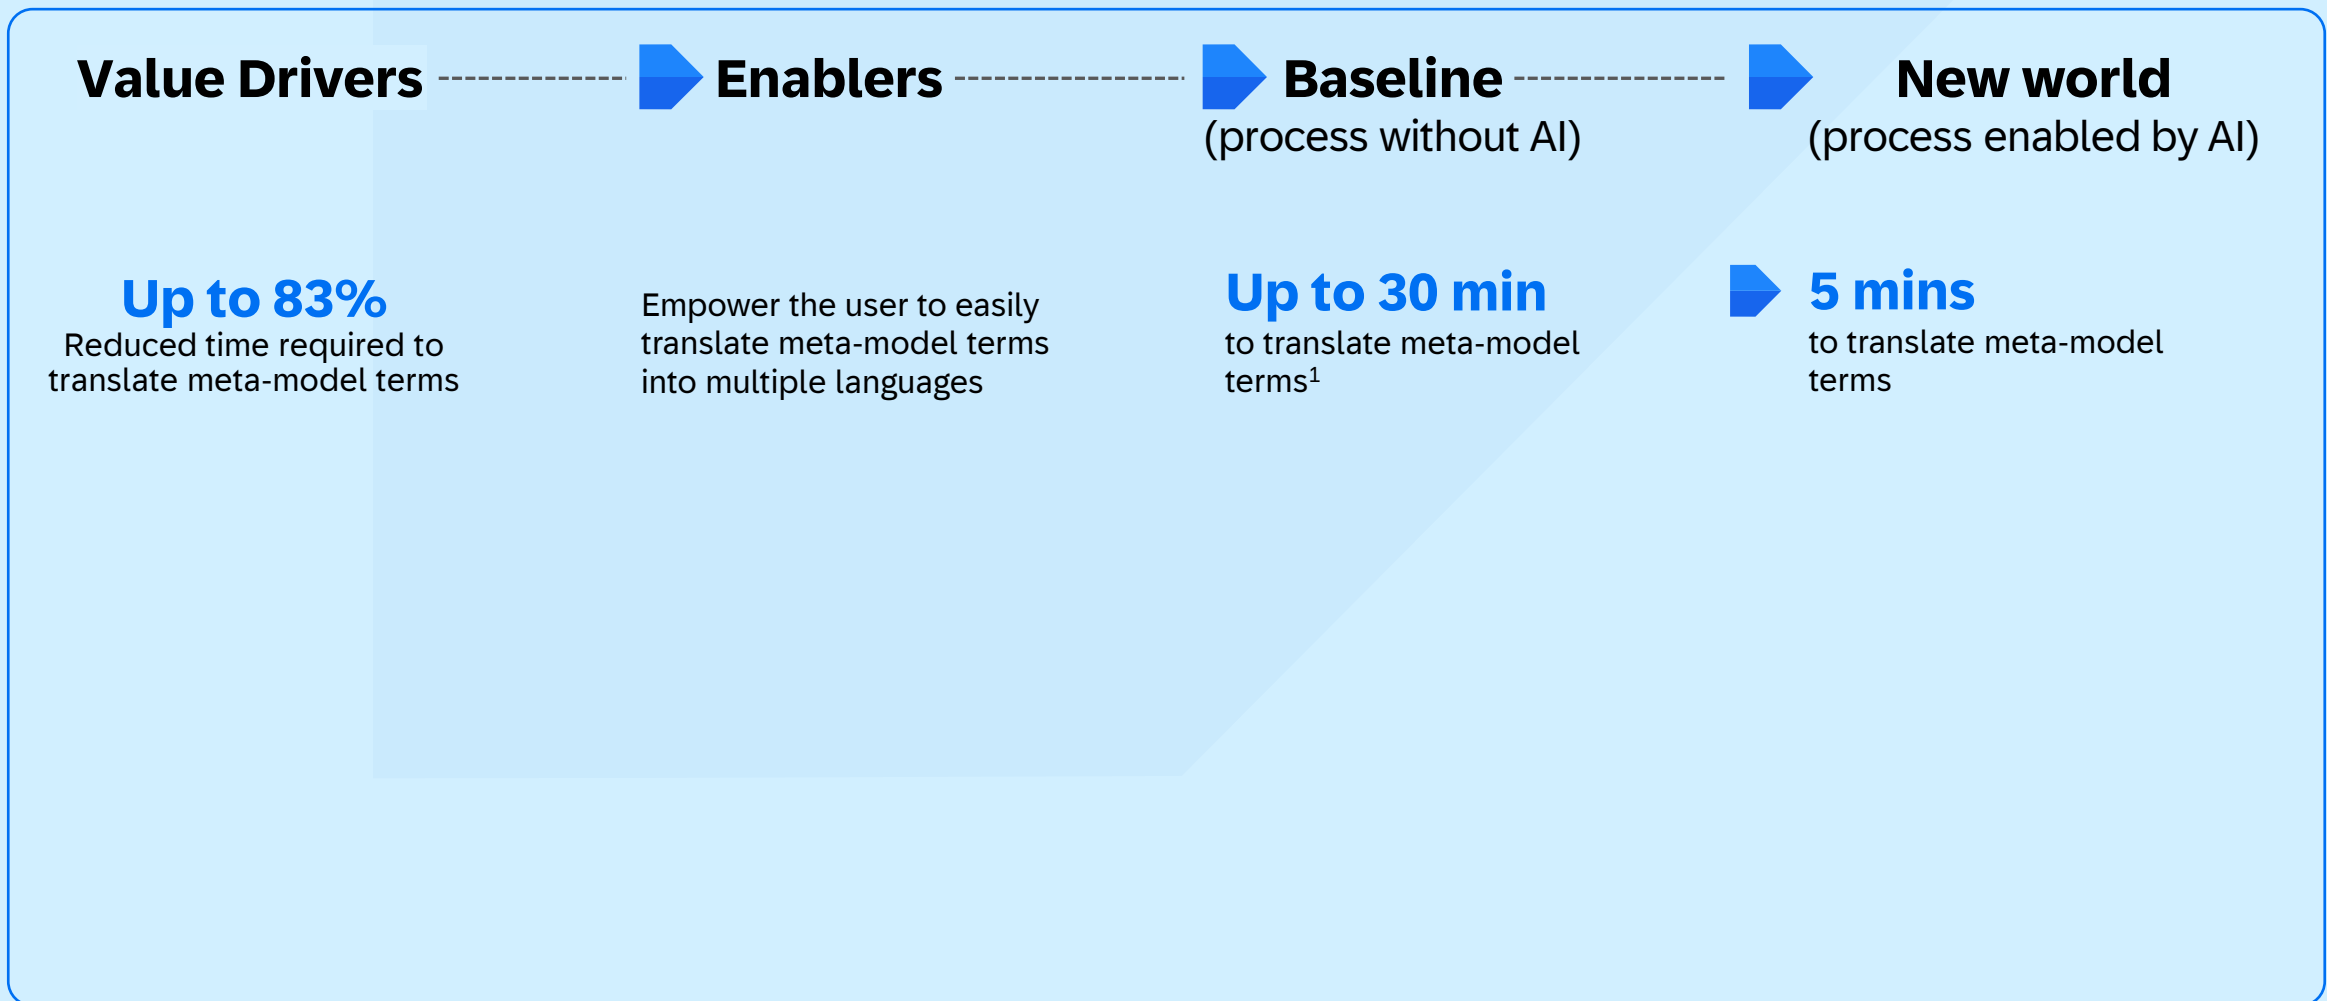 Value Drivers
Enablers
Baseline
(process without AI)
New world
(process enabled by AI)
Up to 83%
Reduced time required to
translate meta-model terms
Empower the user to easily
translate meta-model terms
into multiple languages
Up to 30 min
to translate meta-model
terms¹
5 mins
to translate meta-model
terms